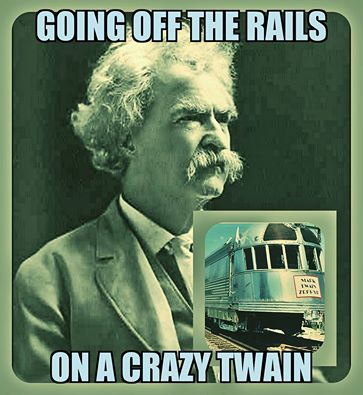 GOING OFF THE RAILS
MARK
TWAIN
ZEPHYR
ON A CRAZY TWAIN